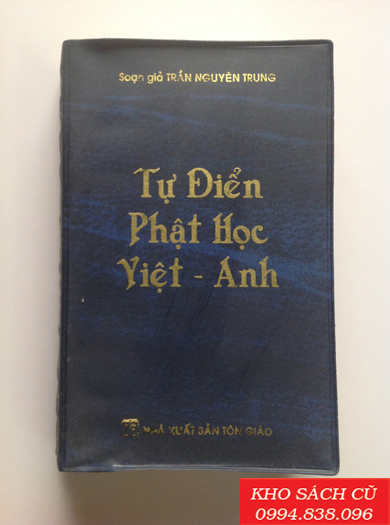 Soạn giả TRẦN NGUYÊN TRUNG
Tự Điển
Phật Học
Việt - Anh
NHÀ XUẤT BẢN TÔN GIÁO
KHO SÁCH CŨ
0994.838.096